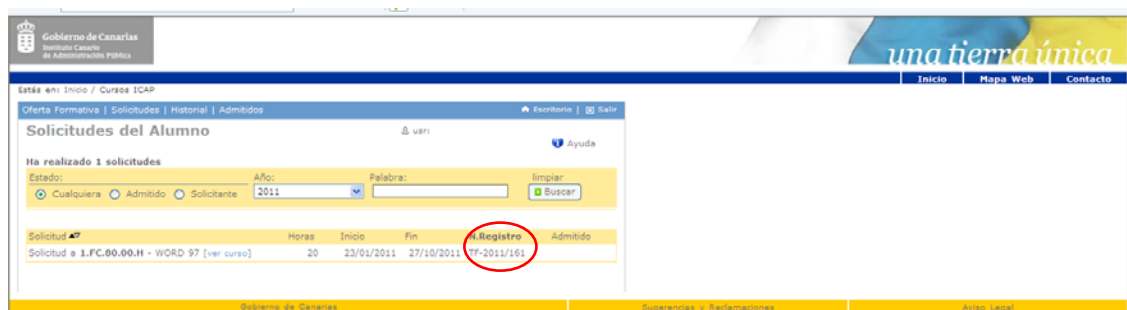 Gobierno de Canarias
Instituto Canario
de Administración Pública
una tierra única
Inicio | Mapa Web | Contacto
Estás en: Inicio / Cursos ICAP
Oferta Formativa | Solicitudes | Historial | Admitidos Escritorio | Salir
Solicitudes del Alumno usr:
Ayuda
Ha realizado 1 solicitudes
Estado: Año: Palabra: limpiar
Cualquiera Admitido Solicitante 2011 Buscar
Solicitud Horas Inicio Fin N.Registro Admitido
Solicitud a 1.FC.80.00.H - WORD 97 [ver curso] 20 23/01/2011 27/10/2011 TF-2011/161
Gobierno de Canarias Sugerencias y Reclamaciones Aviso Legal